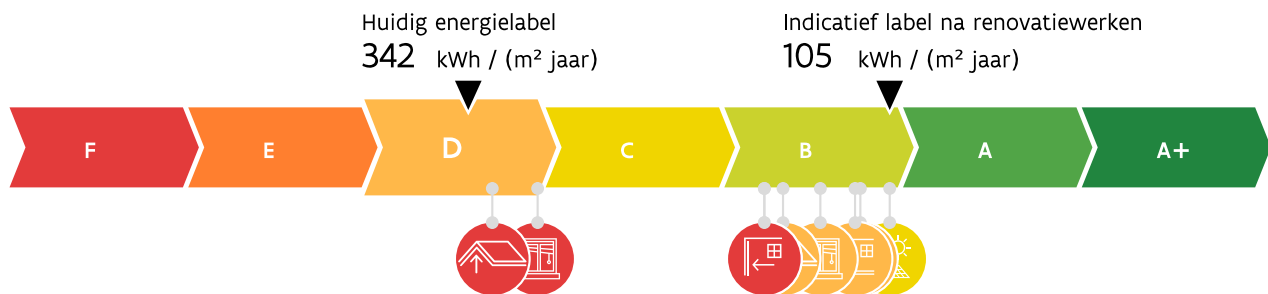 Huidig energielabel
342 kWh / (m² jaar)
Indicatief label na renovatiewerken
105 kWh / (m² jaar)
F E D C B A A+